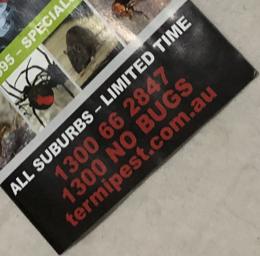 95 - SPECIAL
ALL SUBURBS - LIMITED TIME
1300 66 2847
1300 NO BUGS
termipest.com.au